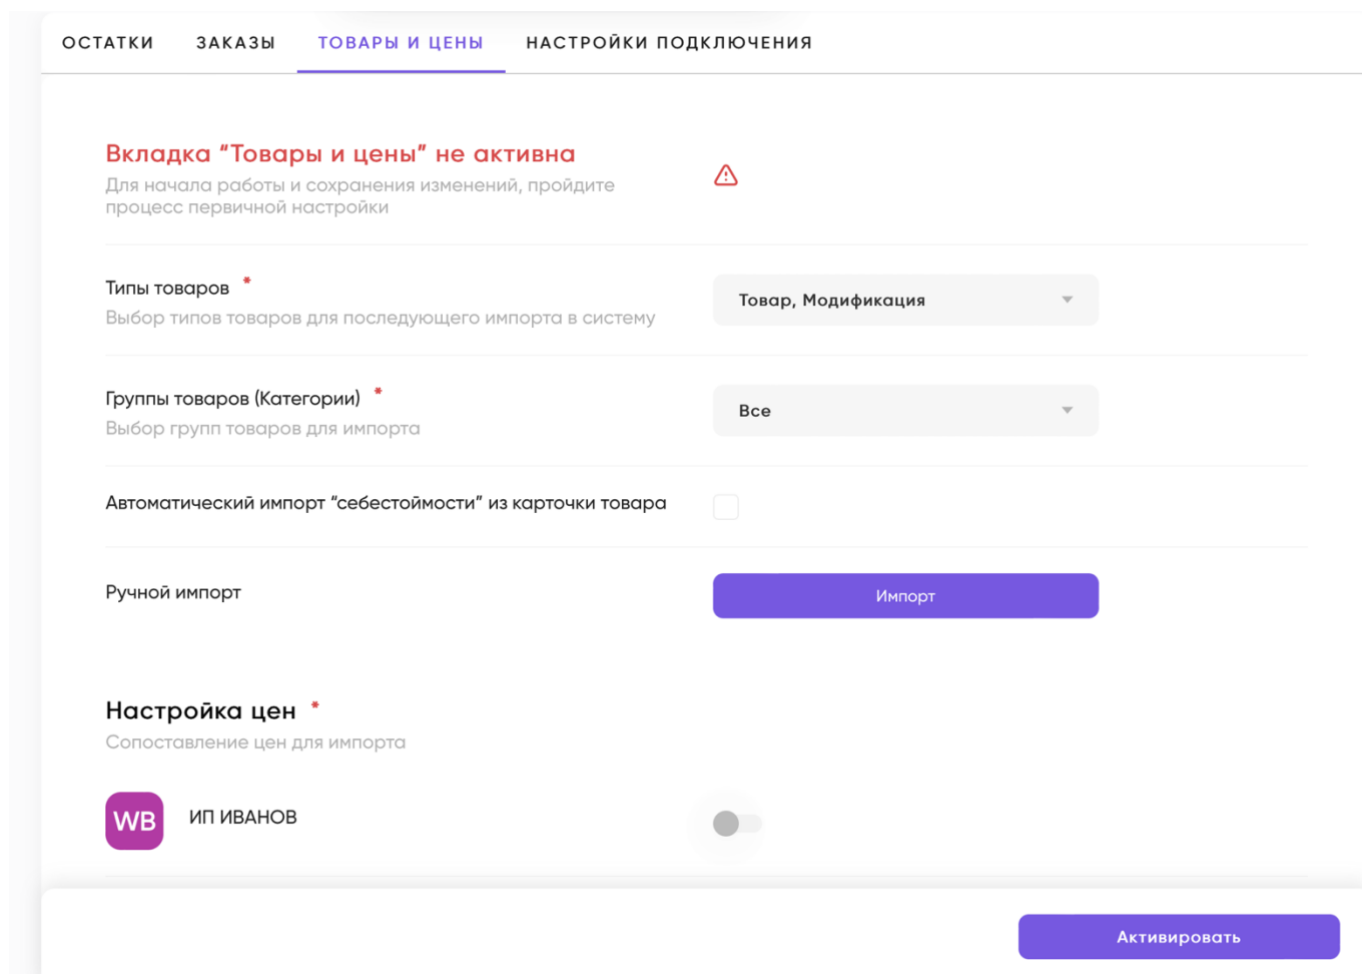 ОСТАТКИ ЗАКАЗЫ ТОВАРЫ И ЦЕНЫ НАСТРОЙКИ ПОДКЛЮЧЕНИЯ
Вкладка “Товары и цены” не активна
Для начала работы и сохранения изменений, пройдите
процесс первичной настройки
Типы товаров *
Выбор типов товаров для последующего импорта в систему
Товар, Модификация
Группы товаров (Категории) *
Выбор групп товаров для импорта
Все
Автоматический импорт “себестоймости” из карточки товара
Ручной импорт
Импорт
Настройка цен *
Сопоставление цен для импорта
WB ИП ИВАНОВ
Активировать